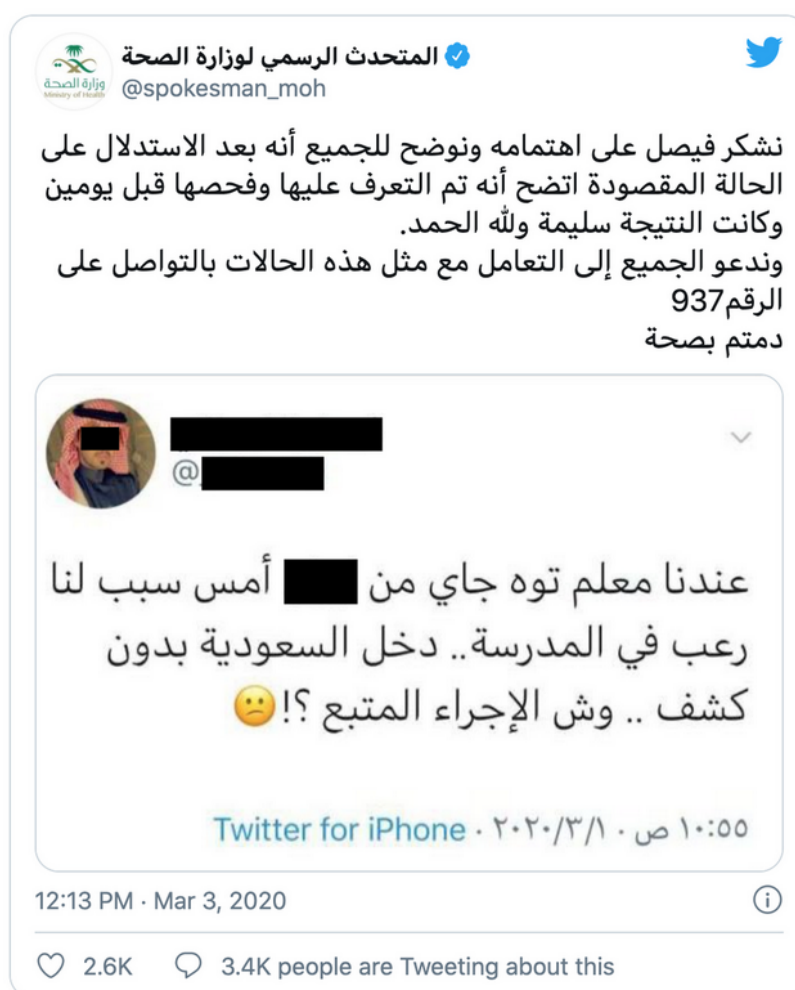 المتحدث الرسمي لوزارة الصحة
@spokesman_moh
وزارة الصحة
Ministry of Health
نشكر فيصل على اهتمامه ونوضح للجميع أنه بعد الاستدلال على
الحالة المقصودة اتضح أنه تم التعرف عليها وفحصها قبل يومين
وكانت النتيجة سليمة ولله الحمد.
وندعو الجميع إلى التعامل مع مثل هذه الحالات بالتواصل على
الرقم937
دمتم بصحة
@
عندنا معلم توه جاي من أمس سبب لنا
رعب في المدرسة.. دخل السعودية بدون
كشف .. وش الإجراء المتبع ؟!😕
١٠:٥٥ ص · ٢٠٢٠/٣/١ · Twitter for iPhone
12:13 PM · Mar 3, 2020
2.6K 3.4K people are Tweeting about this